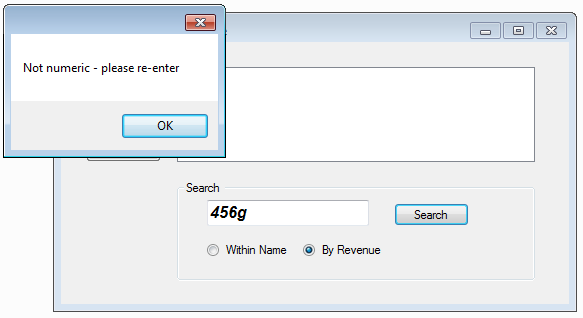 Not numeric - please re-enter
OK
Search
456g
Search
Within Name
By Revenue